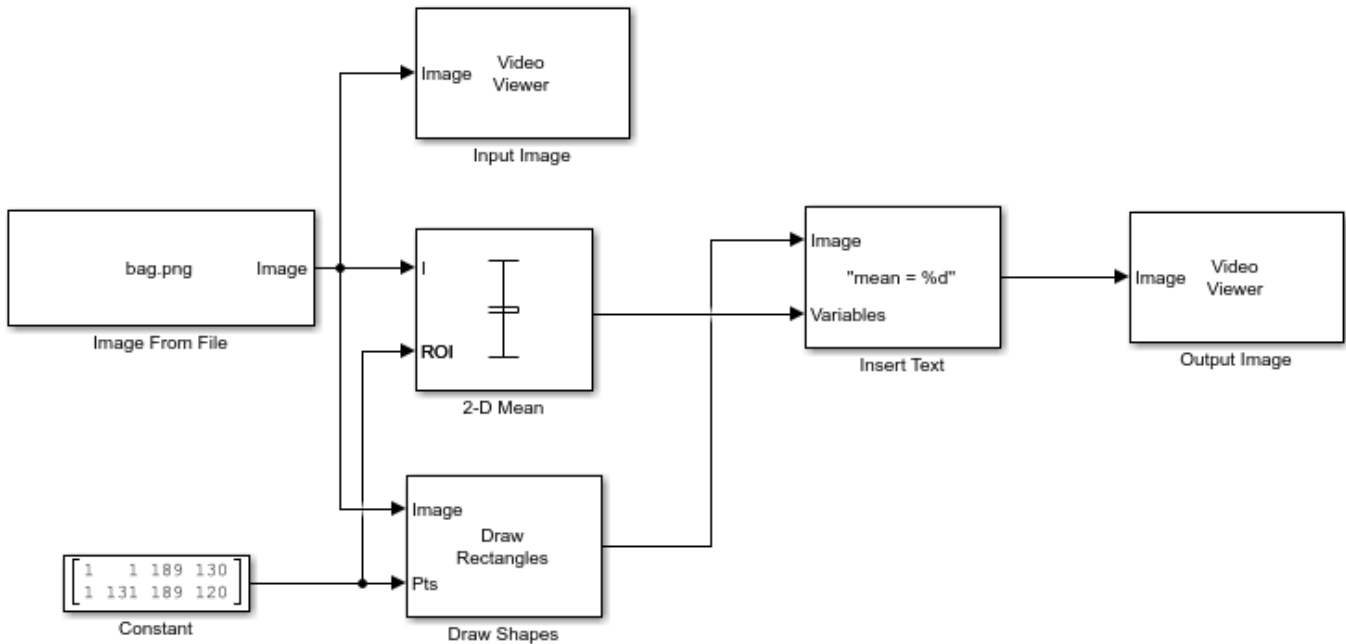 Image
Video
Viewer
Input Image
bag.png
Image
Image From File
I
ROI
2-D Mean
Image
"mean = %d"
Variables
Insert Text
Image
Video
Viewer
Output Image
Image
Draw
Rectangles
Pts
Draw Shapes
1 1 189 130
1 131 189 120
Constant